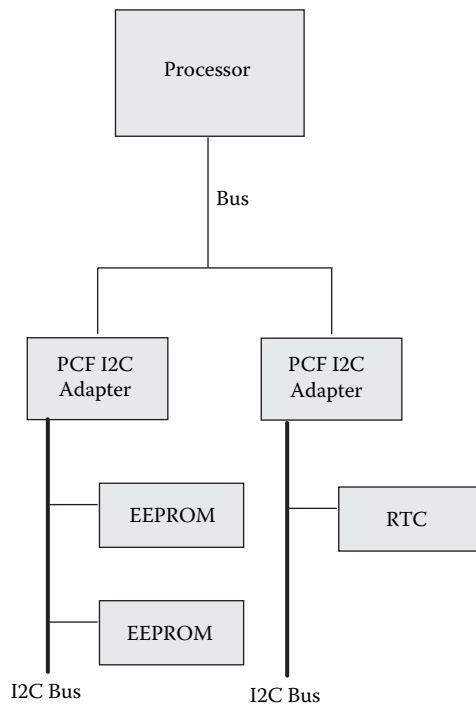 Processor
Bus
PCF I2C
Adapter
PCF I2C
Adapter
EEPROM
RTC
EEPROM
I2C Bus
I2C Bus